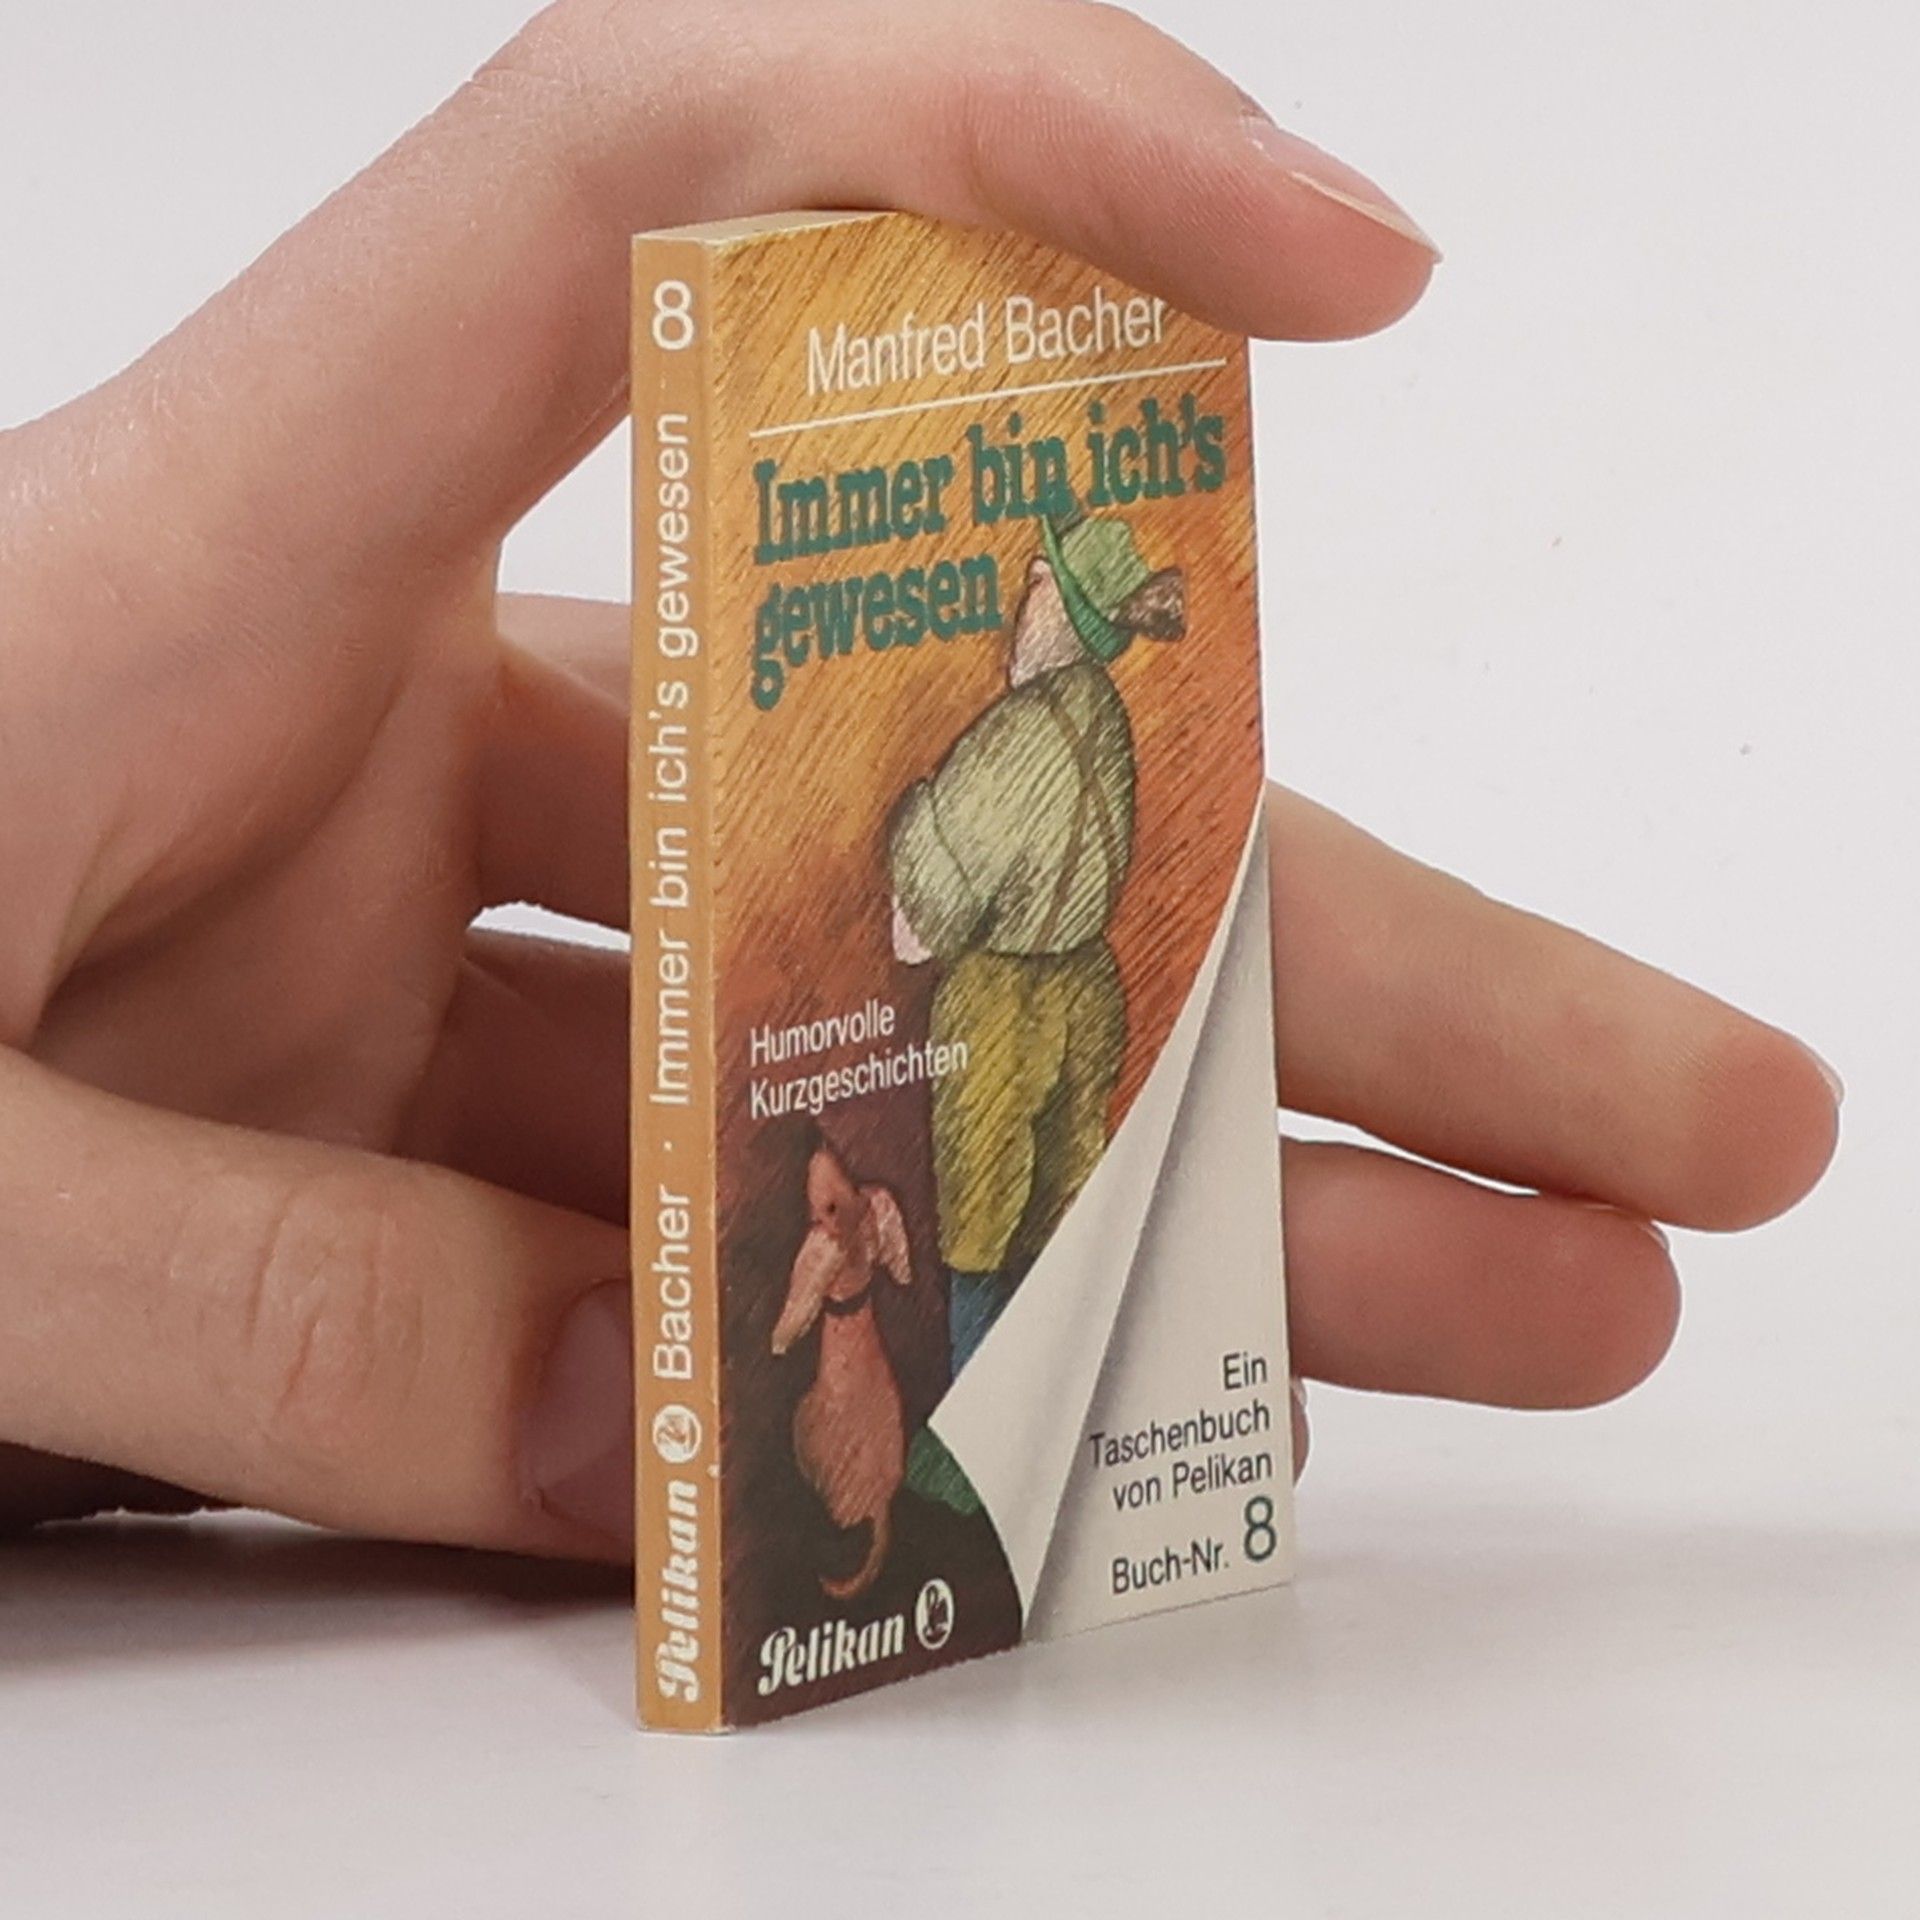 8
Bacher · Immer bin ich's gewesen
Pelikan
Manfred Bacher
Immer bin ich's
gewesen
Humorvolle
Kurzgeschichten
Ein
Taschenbuch
von Pelikan
Buch-Nr. 8
Pelikan